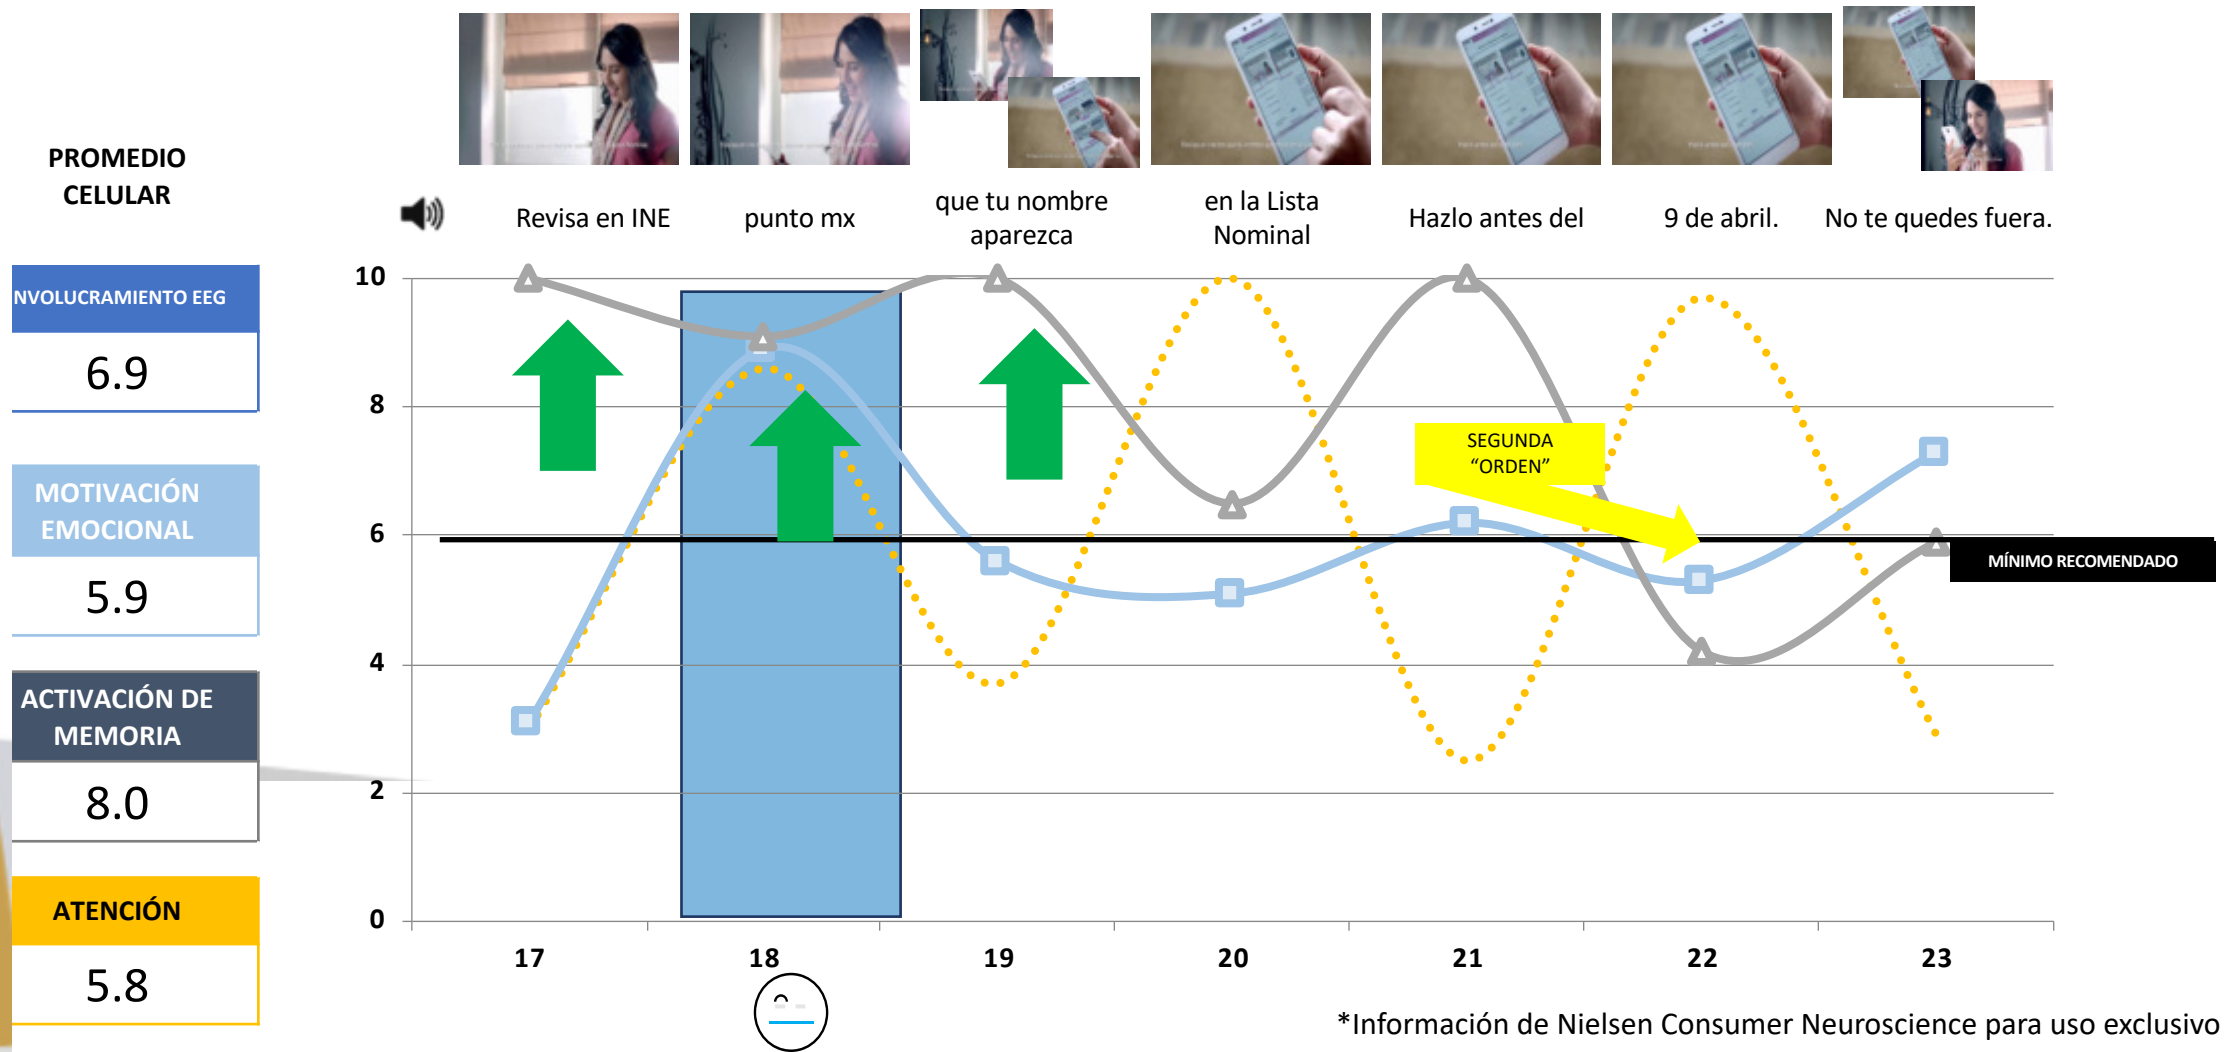 PROMEDIO
CELULAR
NVOLUCRAMIENTO EEG
6.9
MOTIVACIÓN
EMOCIONAL
5.9
ACTIVACIÓN DE
MEMORIA
8.0
ATENCIÓN
5.8
Revisa en INE
punto mx
que tu nombre
aparezca
en la Lista
Nominal
Hazlo antes del
9 de abril.
No te quedes fuera.
10
8
6
4
2
0
SEGUNDA
“ORDEN”
MÍNIMO RECOMENDADO
17
18
19
20
21
22
23
*Información de Nielsen Consumer Neuroscience para uso exclusivo